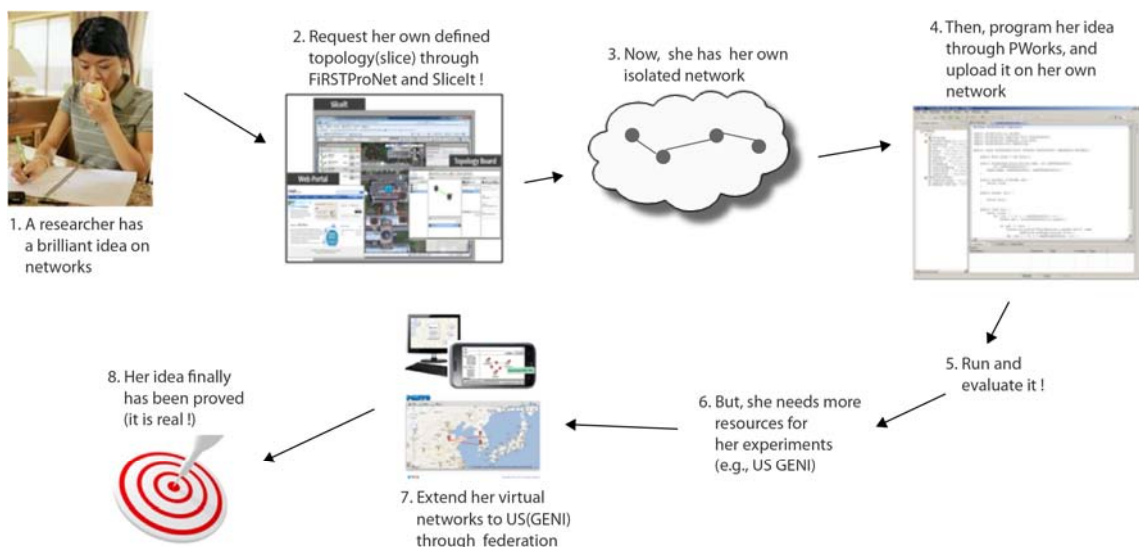 1. A researcher has
a brilliant idea on
networks
2. Request her own defined
topology(slice) through
FiRSTProNet and SliceIt !
SliceIt
Topology Board
Web Portal
3. Now, she has her own
isolated network
4. Then, program her idea
through PWorks, and
upload it on her own
network
5. Run and
evaluate it !
6. But, she needs more
resources for
her experiments
(e.g., US GENI)
7. Extend her virtual
networks to US(GENI)
through federation
8. Her idea finally
has been proved
(it is real !)